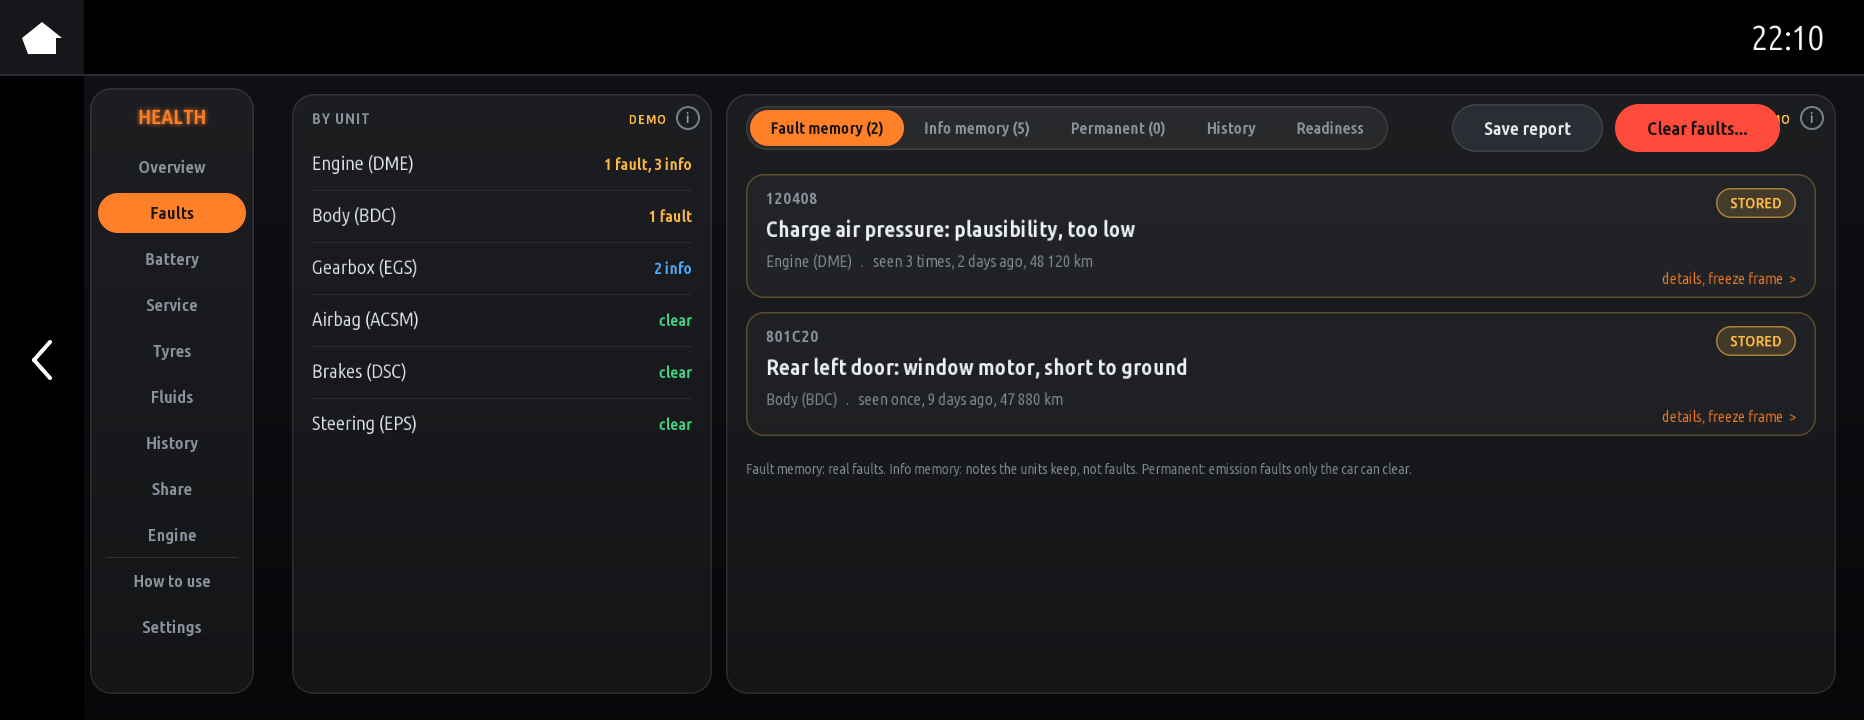 22:10
HEALTH
Overview
Faults
Battery
Service
Tyres
Fluids
History
Share
Engine
How to use
Settings
BY UNIT DEMO i
Engine (DME) 1 fault, 3 info
Body (BDC) 1 fault
Gearbox (EGS) 2 info
Airbag (ACSM) clear
Brakes (DSC) clear
Steering (EPS) clear
Fault memory (2) Info memory (5) Permanent (0) History Readiness Save report Clear faults... i
120408 STORED
Charge air pressure: plausibility, too low
Engine (DME) . seen 3 times, 2 days ago, 48 120 km
details, freeze frame >
801C20 STORED
Rear left door: window motor, short to ground
Body (BDC) . seen once, 9 days ago, 47 880 km
details, freeze frame >
Fault memory: real faults. Info memory: notes the units keep, not faults. Permanent: emission faults only the car can clear.